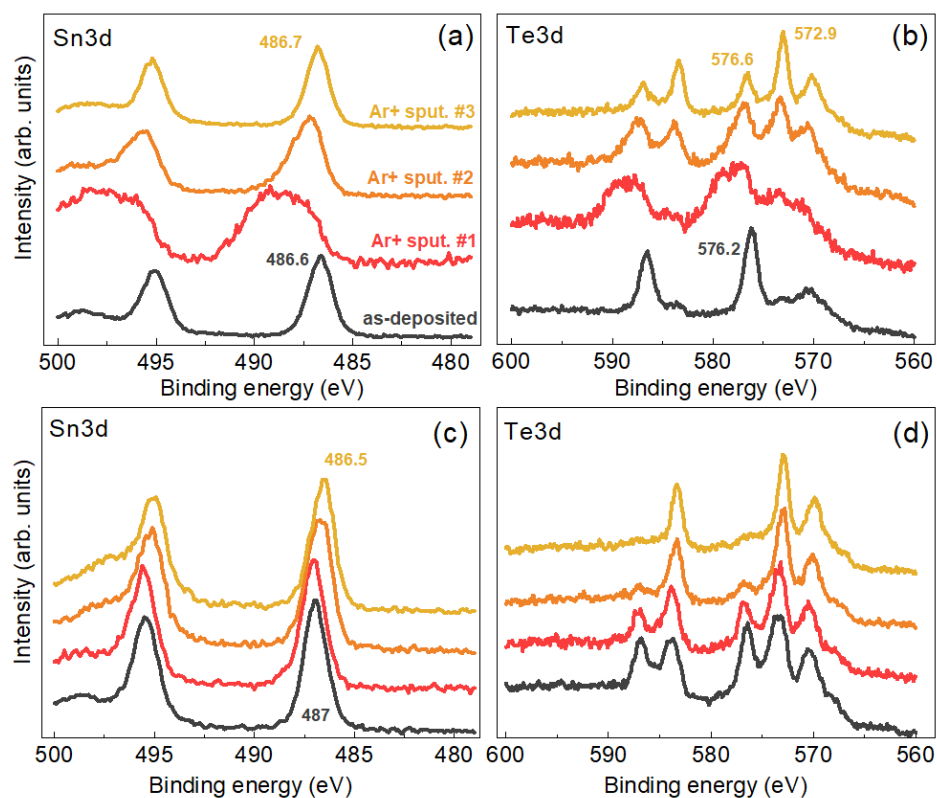 Sn3d
486.7
(a)
Ar+ sput. #3
Ar+ sput. #2
Ar+ sput. #1
486.6
as-deposited
Intensity (arb. units)
500 495 490 485 480
Binding energy (eV)
Te3d
572.9
(b)
576.6
576.2
600 590 580 570 560
Binding energy (eV)
Sn3d
(c)
486.5
487
Intensity (arb. units)
500 495 490 485 480
Binding energy (eV)
Te3d
(d)
600 590 580 570 560
Binding energy (eV)